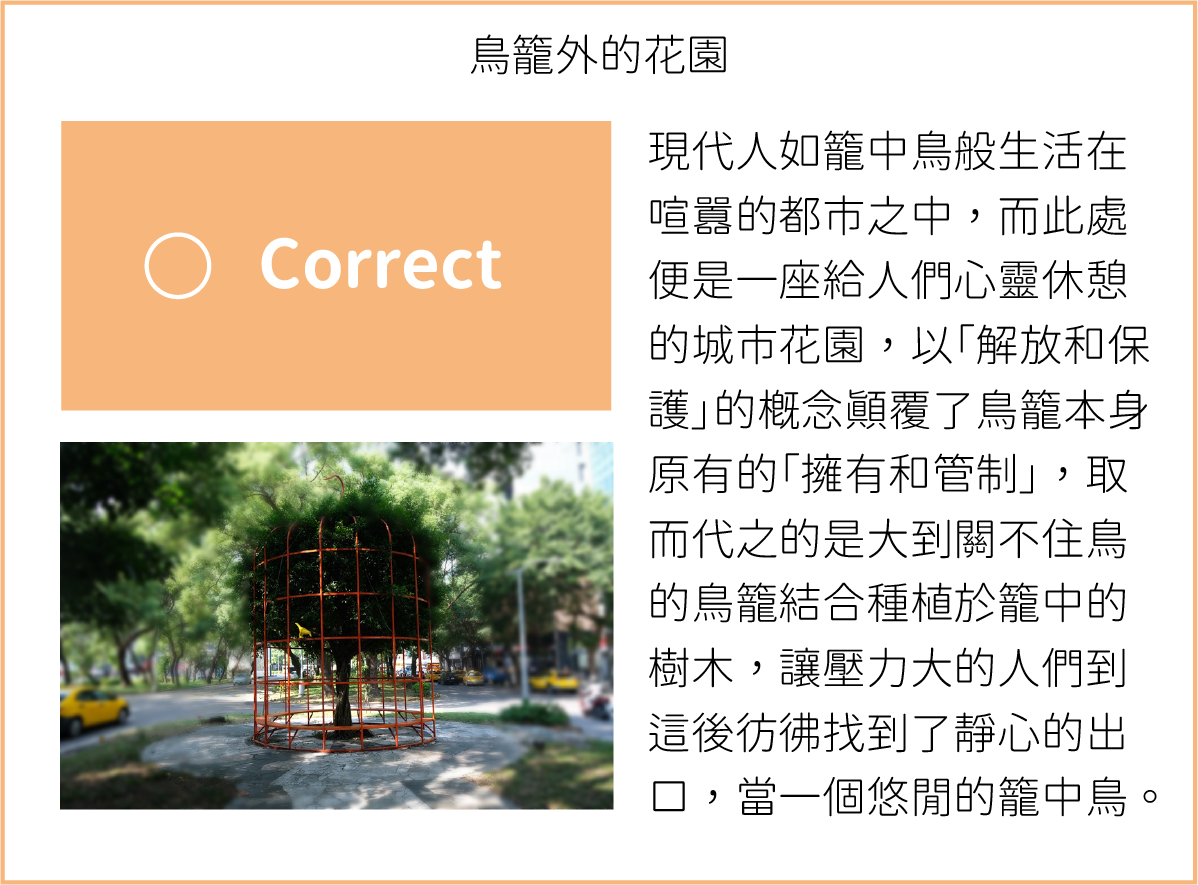 鳥籠外的花園
Correct
現代人如籠中鳥般生活在
喧囂的都市之中，而此處
便是一座給人們心靈休憩
的城市花園，以「解放和保
護」的概念顛覆了鳥籠本身
原有的「擁有和管制」，取
而代之的是大到關不住鳥
的鳥籠結合種植於籠中的
樹木，讓壓力大的人們到
這後彷彿找到了靜心的出
口，當一個悠閒的籠中鳥。